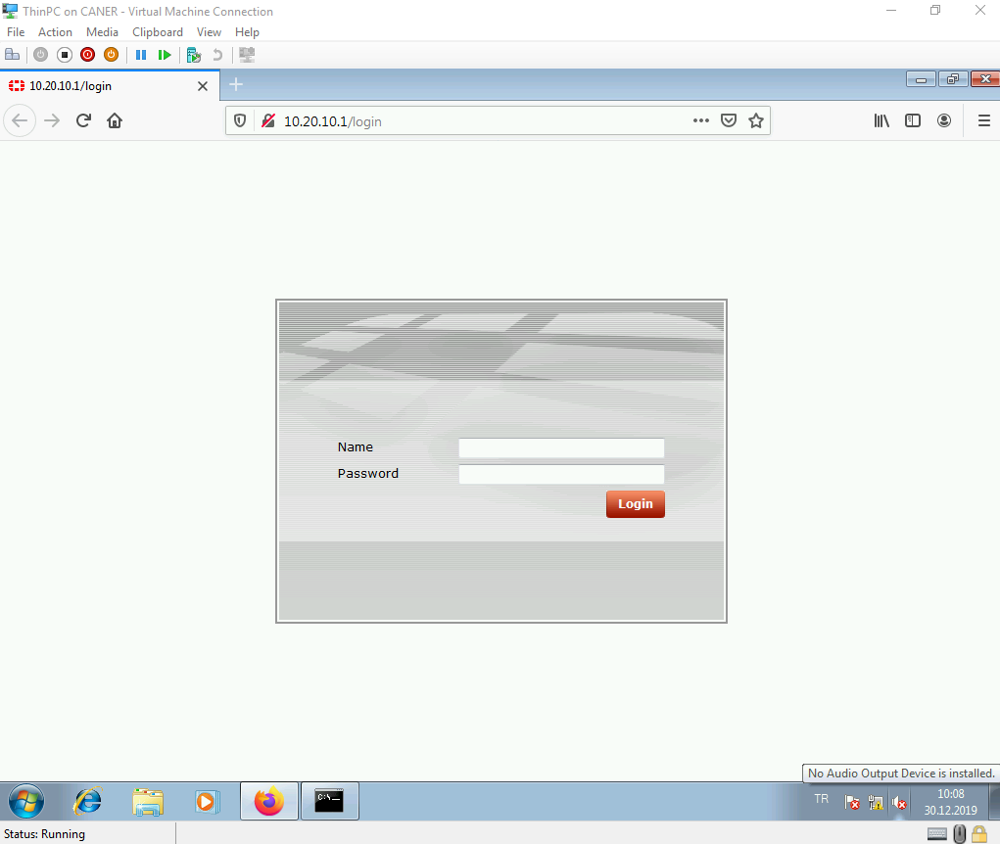 ThinPC on CANER - Virtual Machine Connection
File Action Media Clipboard View Help
10.20.10.1/login
10.20.10.1/login
Name
Password
Login
No Audio Output Device is installed.
C:\_
TR
10:08
30.12.2019
Status: Running